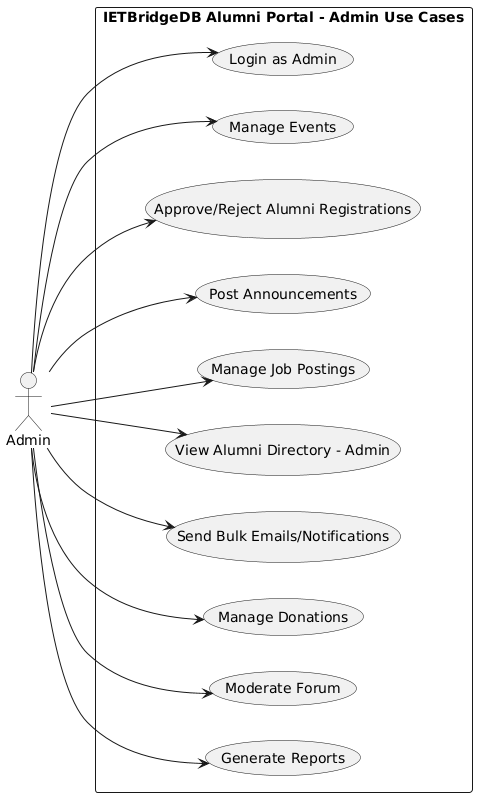 IETBridgeDB Alumni Portal - Admin Use Cases
Login as Admin
Manage Events
Approve/Reject Alumni Registrations
Post Announcements
Manage Job Postings
Admin
View Alumni Directory - Admin
Send Bulk Emails/Notifications
Manage Donations
Moderate Forum
Generate Reports